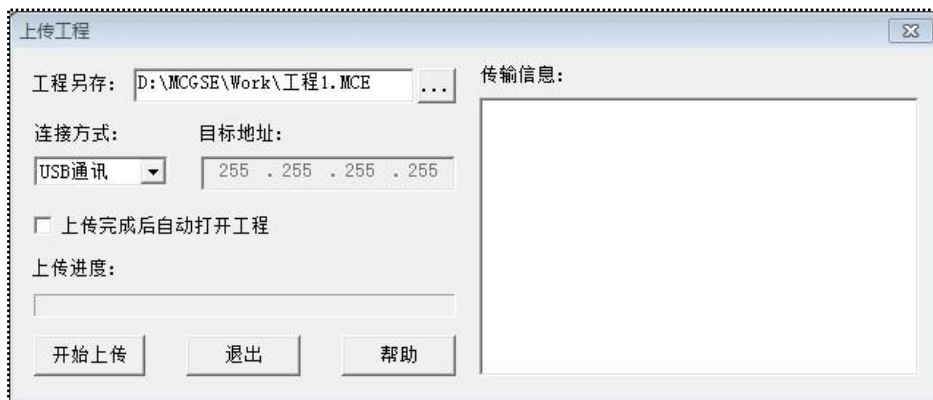 上传工程
工程另存: D:\MCGSE\Work\工程1.MCE ...
连接方式: 目标地址:
USB通讯 255 . 255 . 255 . 255
上传完成后自动打开工程
上传进度:
开始上传 退出 帮助
传输信息: